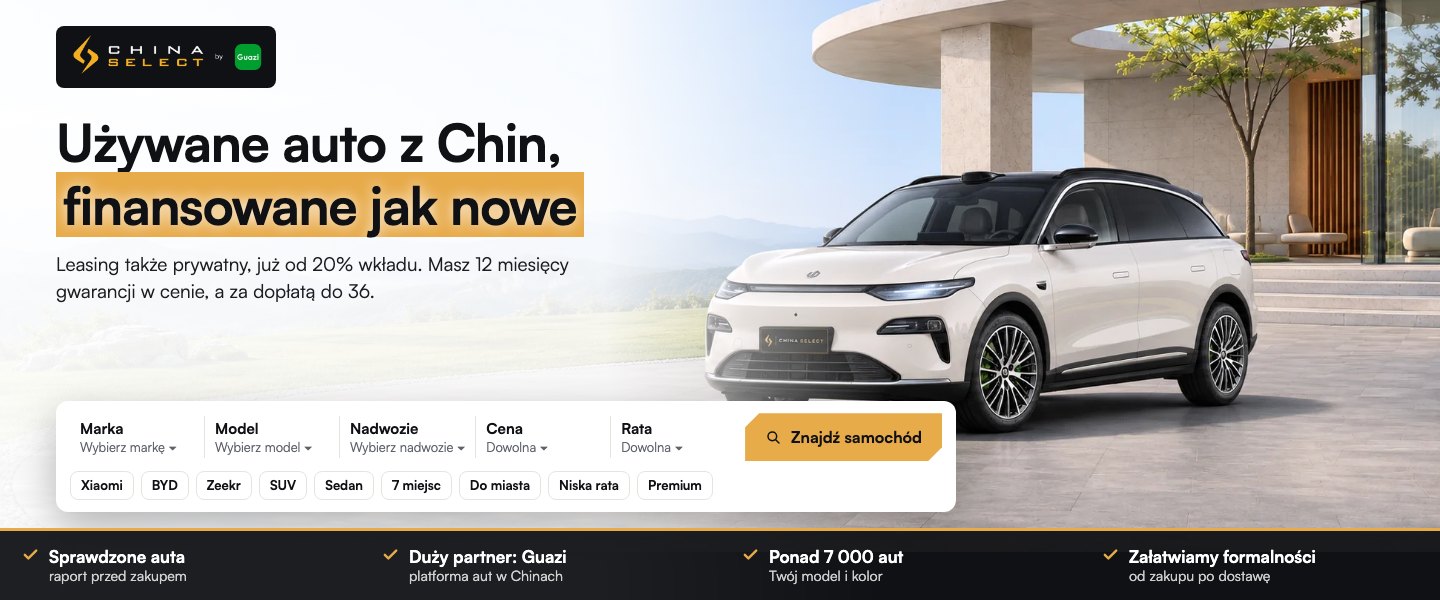 CHINA
SELECT
by
Guazi
Używane auto z Chin,
finansowane jak nowe
Leasing także prywatny, już od 20% wkładu. Masz 12 miesięcy
gwarancji w cenie, a za dopłatą do 36.
CHINA SELECT
Marka Model Nadwozie Cena Rata
Wybierz markę Wybierz model Wybierz nadwozie Dowolna Dowolna
Znajdź samochód
Xiaomi BYD Zeekr SUV Sedan 7 miejsc Do miasta Niska rata Premium
Sprawdzone auta
raport przed zakupem
Duży partner: Guazi
platforma aut w Chinach
Ponad 7 000 aut
Twój model i kolor
Załatwiamy formalności
od zakupu po dostawę